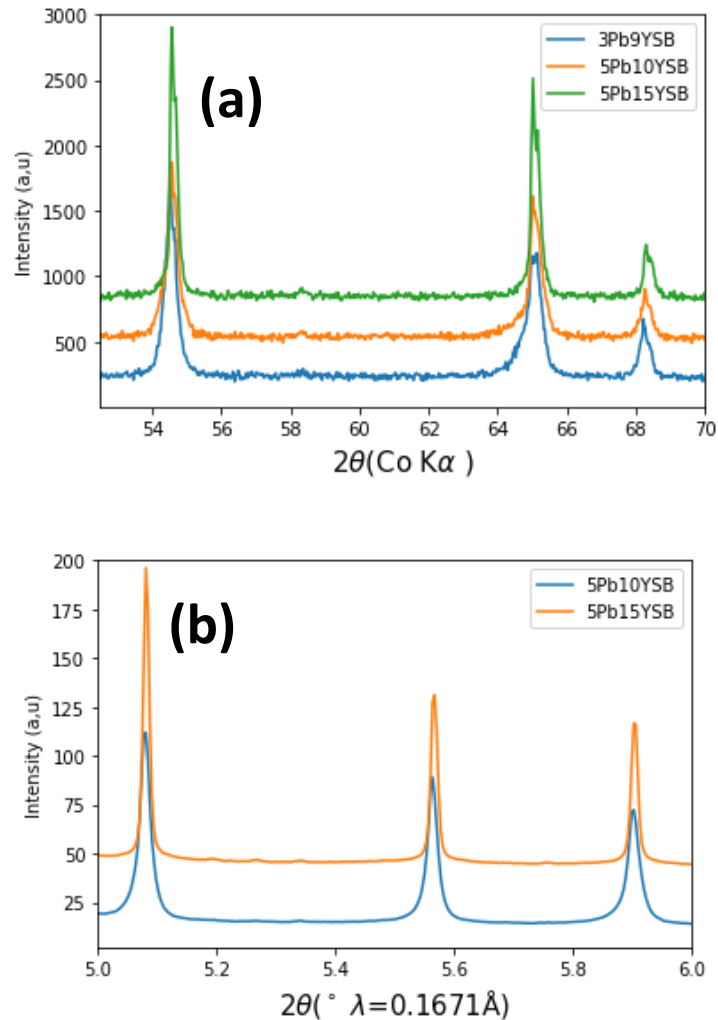 (a)
3Pb9YSB
5Pb10YSB
5Pb15YSB
Intensity (a,u)
3000
2500
2000
1500
1000
500
54 56 58 60 62 64 66 68 70
2θ(Co Kα )
(b)
5Pb10YSB
5Pb15YSB
Intensity (a,u)
200
175
150
125
100
75
50
25
5.0 5.2 5.4 5.6 5.8 6.0
2θ(° λ=0.1671Å)